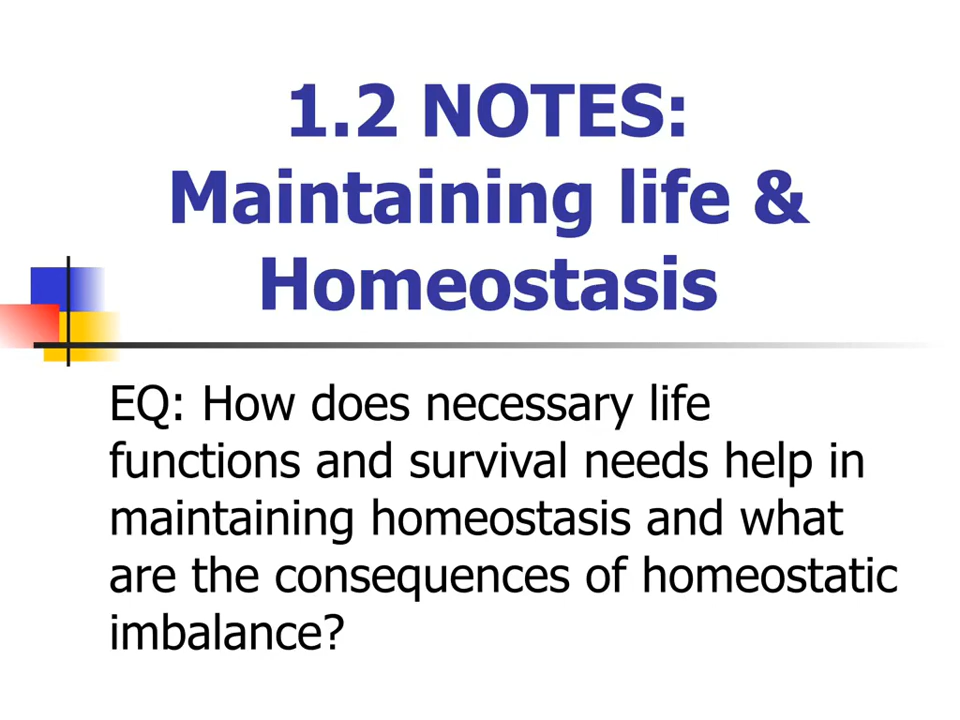 1.2 NOTES:
Maintaining life &
Homeostasis
EQ: How does necessary life
functions and survival needs help in
maintaining homeostasis and what
are the consequences of homeostatic
imbalance?